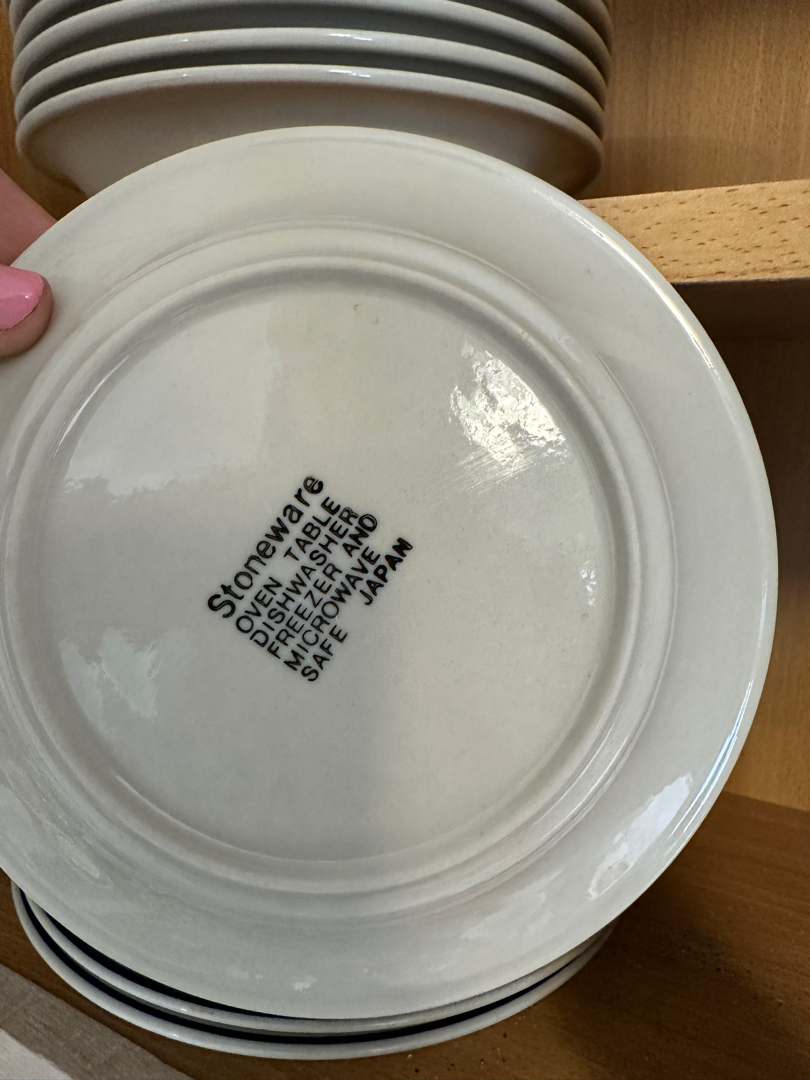 Stoneware
OVEN TABLE
DISHWASHER
FREEZER AND
MICROWAVE
SAFE JAPAN